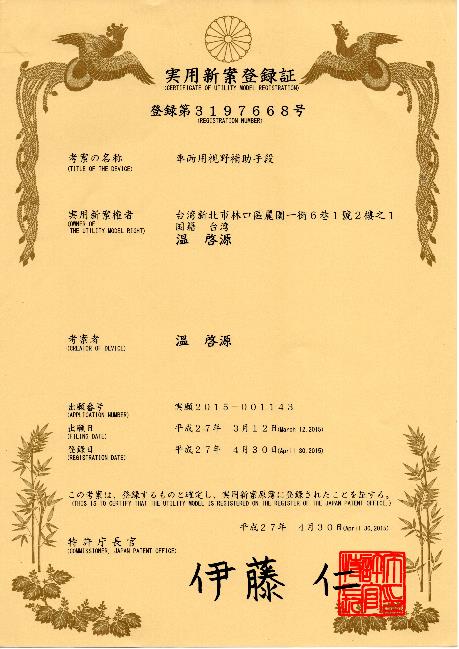 実用新案登録証
(CERTIFICATE OF UTILITY MODEL REGISTRATION)
登録第3197668号
(REGISTRATION NUMBER)
考案の名称 車両用視野補助手段
(TITLE OF THE DEVICE)
実用新案権者 台湾新北市林口區麗園一街6巷1號2樓之1
(OWNER OF THE UTILITY MODEL RIGHT) 国籍 台湾
溫 啓源
考案者 溫 啓源
(CREATOR OF DEVICE)
出願番号 実願2015-001143
(APPLICATION NUMBER)
出願日 平成27年 3月12日(March 12,2015)
(FILING DATE)
登録日 平成27年 4月30日(April 30,2015)
(REGISTRATION DATE)
この考案は、登録するものと確定し、実用新案原簿に登録されたことを証する。
(THIS IS TO CERTIFY THAT THE UTILITY MODEL IS REGISTERED ON THE REGISTER OF THE JAPAN PATENT OFFICE.)
平成27年 4月30日(April 30,2015)
特許庁長官
(COMMISSIONER, JAPAN PATENT OFFICE)
伊藤 仁